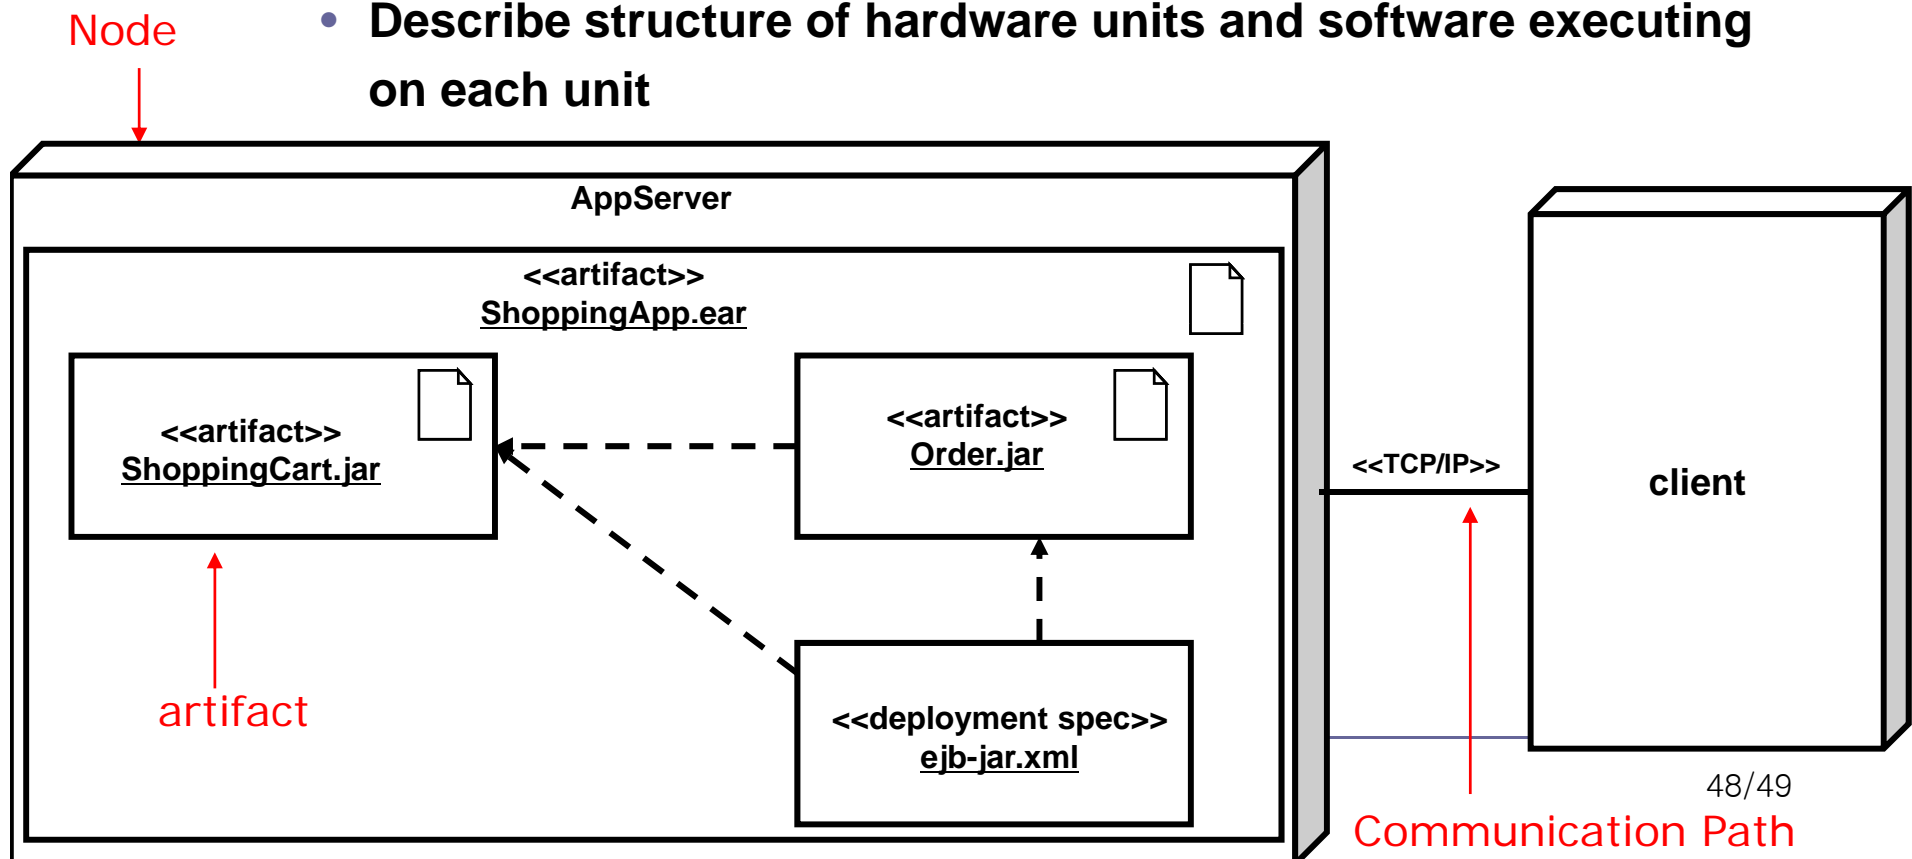 Node
• Describe structure of hardware units and software executing
on each unit
AppServer
<<artifact>>
ShoppingApp.ear
<<artifact>>
ShoppingCart.jar
<<artifact>>
Order.jar
<<TCP/IP>>
client
artifact
<<deployment spec>>
ejb-jar.xml
48/49
Communication Path